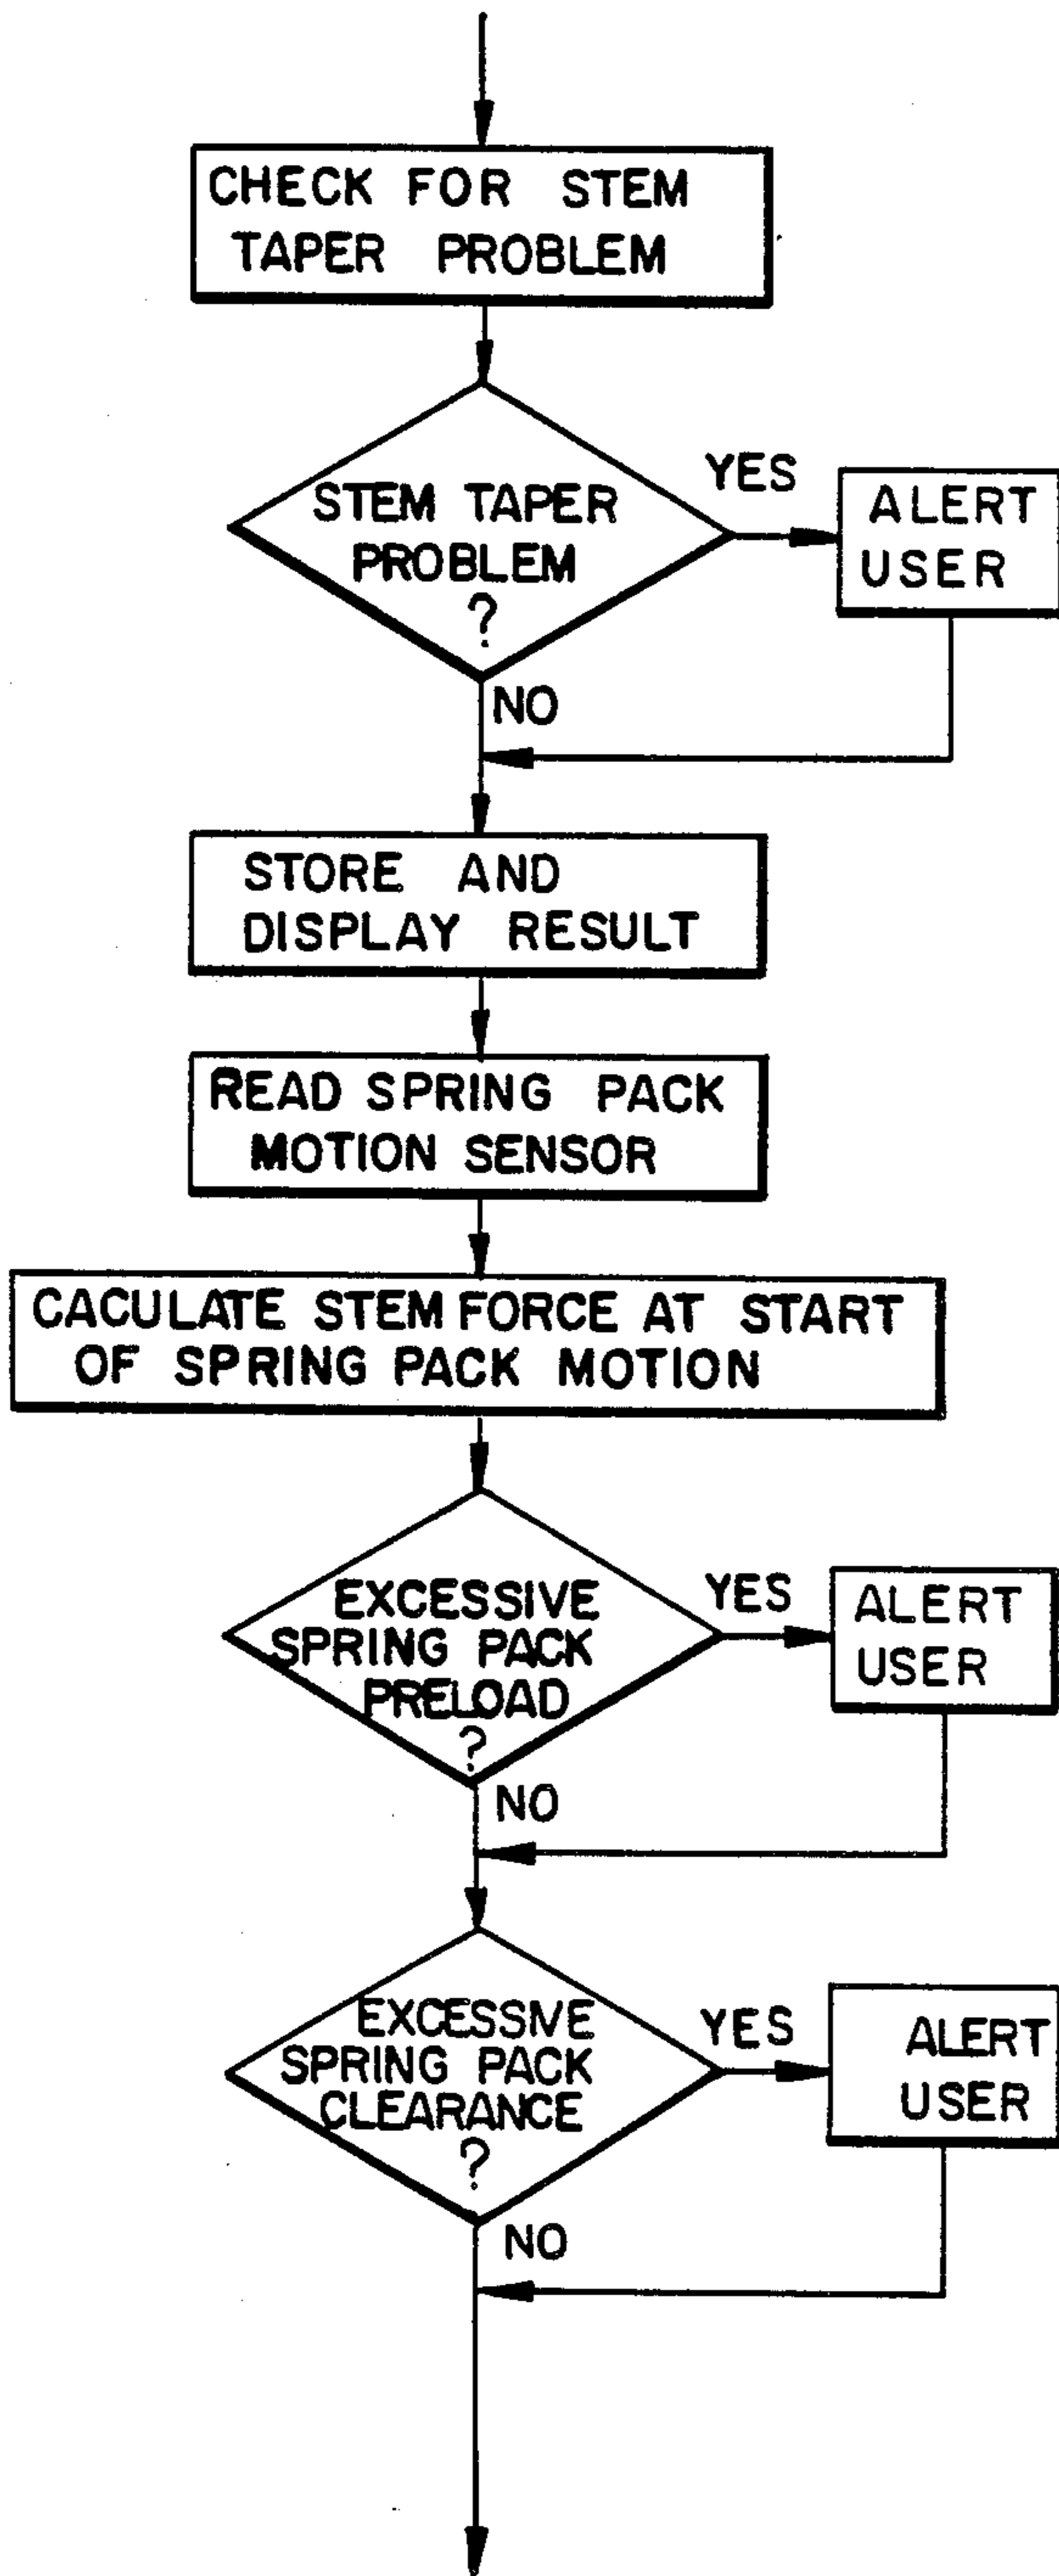 CHECK FOR STEM
TAPER PROBLEM
STEM TAPER
PROBLEM
?
YES
ALERT
USER
NO
STORE AND
DISPLAY RESULT
READ SPRING PACK
MOTION SENSOR
CACULATE STEM FORCE AT START
OF SPRING PACK MOTION
EXCESSIVE
SPRING PACK
PRELOAD
?
YES
ALERT
USER
NO
EXCESSIVE
SPRING PACK
CLEARANCE
?
YES
ALERT
USER
NO